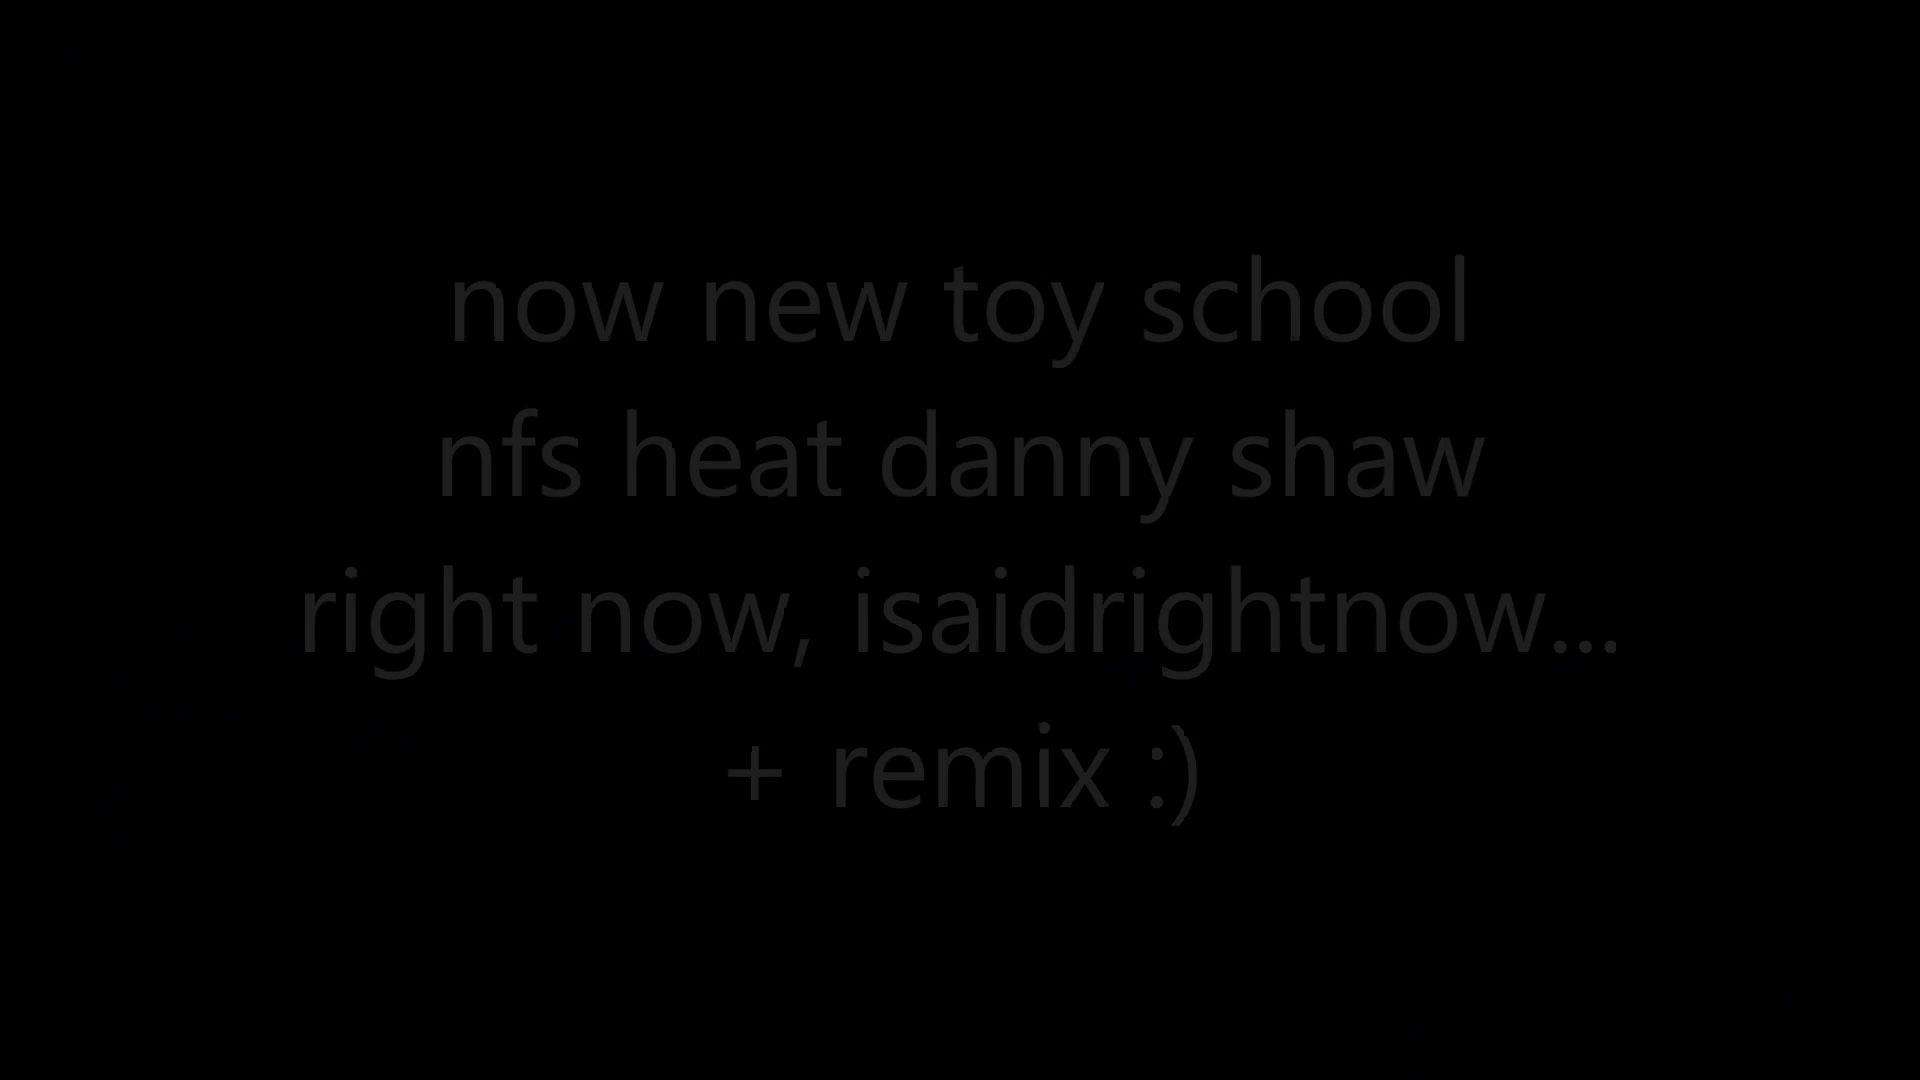 now new toy school
nfs heat danny shaw
right now, isaidrightnow...
+ remix :)